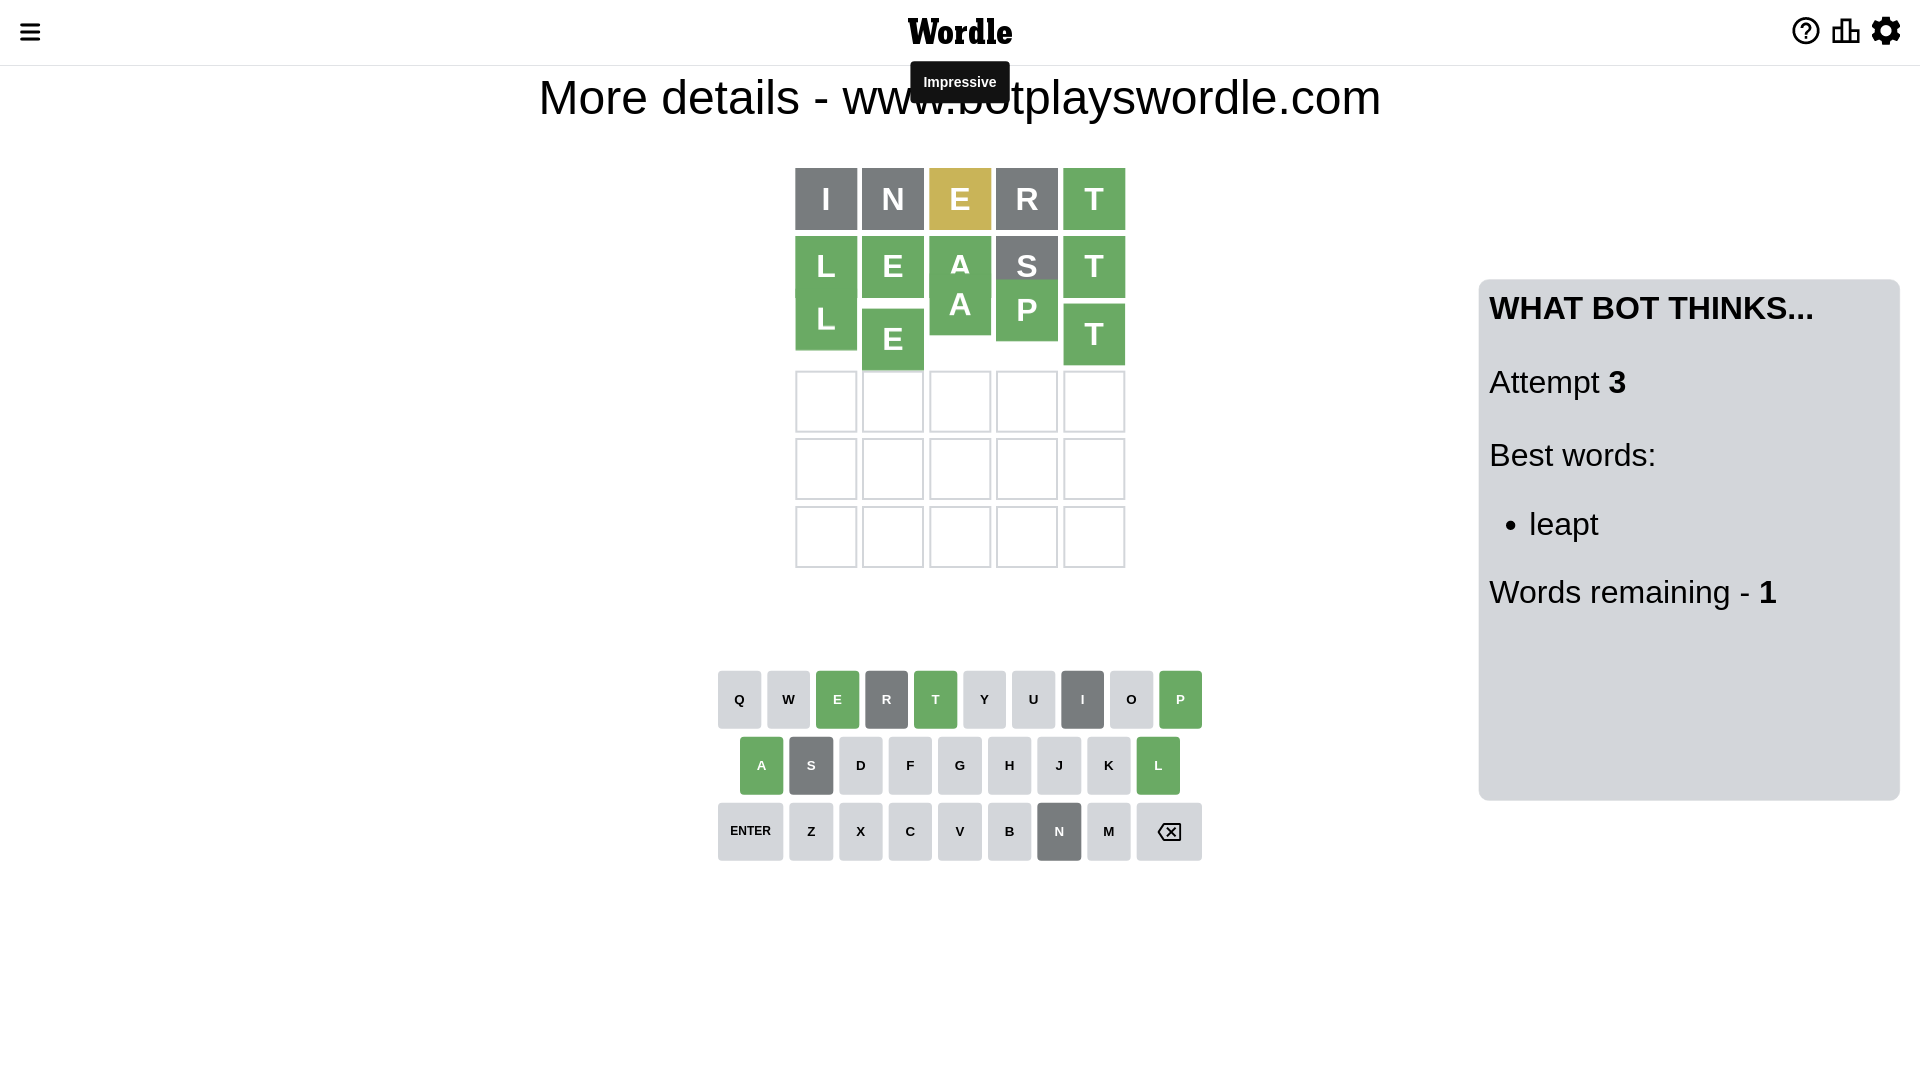 Wordle
Impressive
More details - www.botplayswordle.com
I N E R T
L E A S T
L E A P T
WHAT BOT THINKS...
Attempt 3
Best words:
• leapt
Words remaining - 1
Q W E R T Y U I O P
A S D F G H J K L
ENTER Z X C V B N M